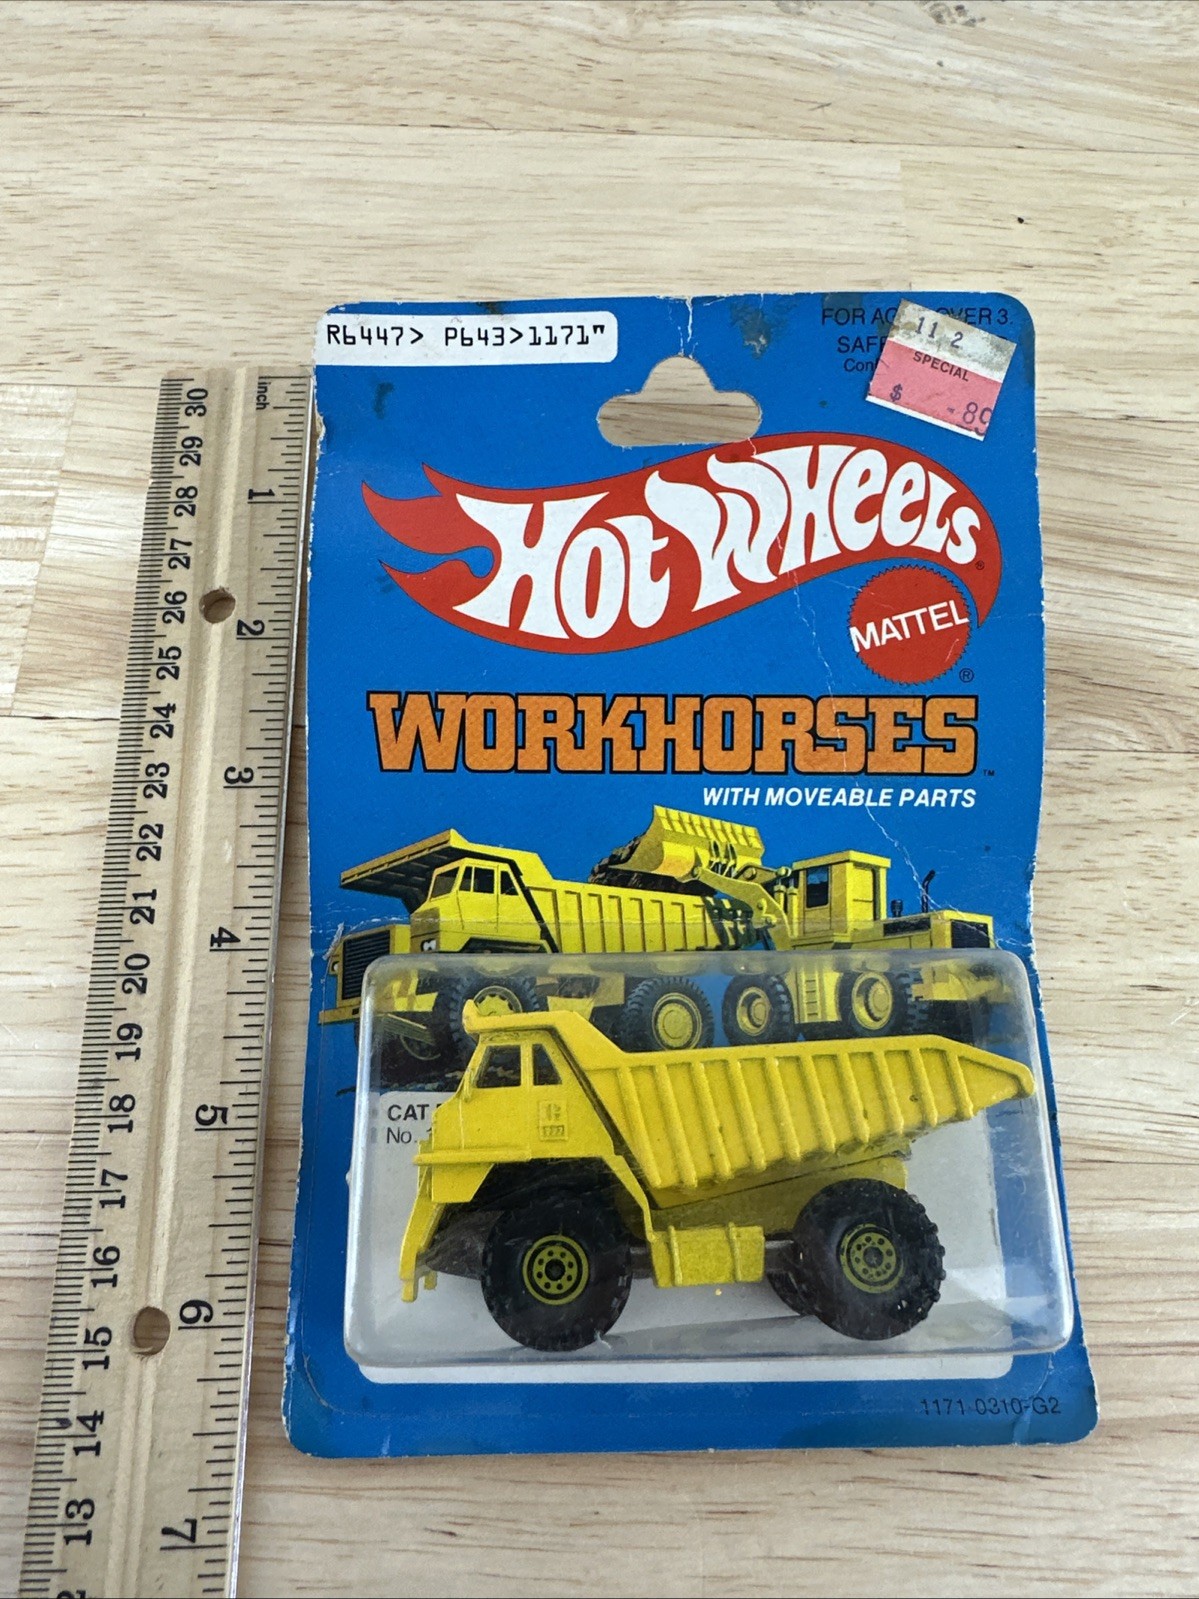 R6447> P643>1171"
FOR AG OVER 3.
SAF
Con
11 2
SPECIAL
$ .89
HOT WHEELS ®
MATTEL
®
WORKHORSES ™
WITH MOVEABLE PARTS
CAT
No. 1
1171-0310-G2
inch
1
2
3
4
5
6
7
30
29
28
27
26
25
24
23
22
21
20
19
18
17
16
15
14
13